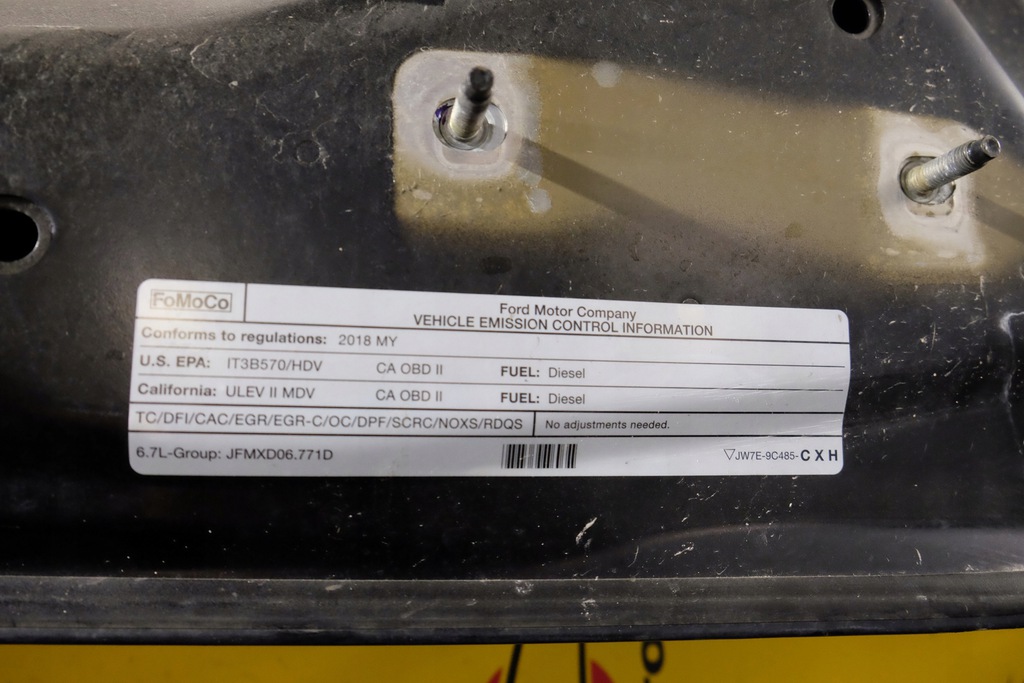 FoMoCo
Ford Motor Company
VEHICLE EMISSION CONTROL INFORMATION
Conforms to regulations: 2018 MY
U.S. EPA: IT3B570/HDV CA OBD II FUEL: Diesel
California: ULEV II MDV CA OBD II FUEL: Diesel
TC/DFI/CAC/EGR/EGR-C/OC/DPF/SCRC/NOXS/RDQS No adjustments needed.
6.7L-Group: JFMXD06.771D ▽JW7E-9C485-CXH